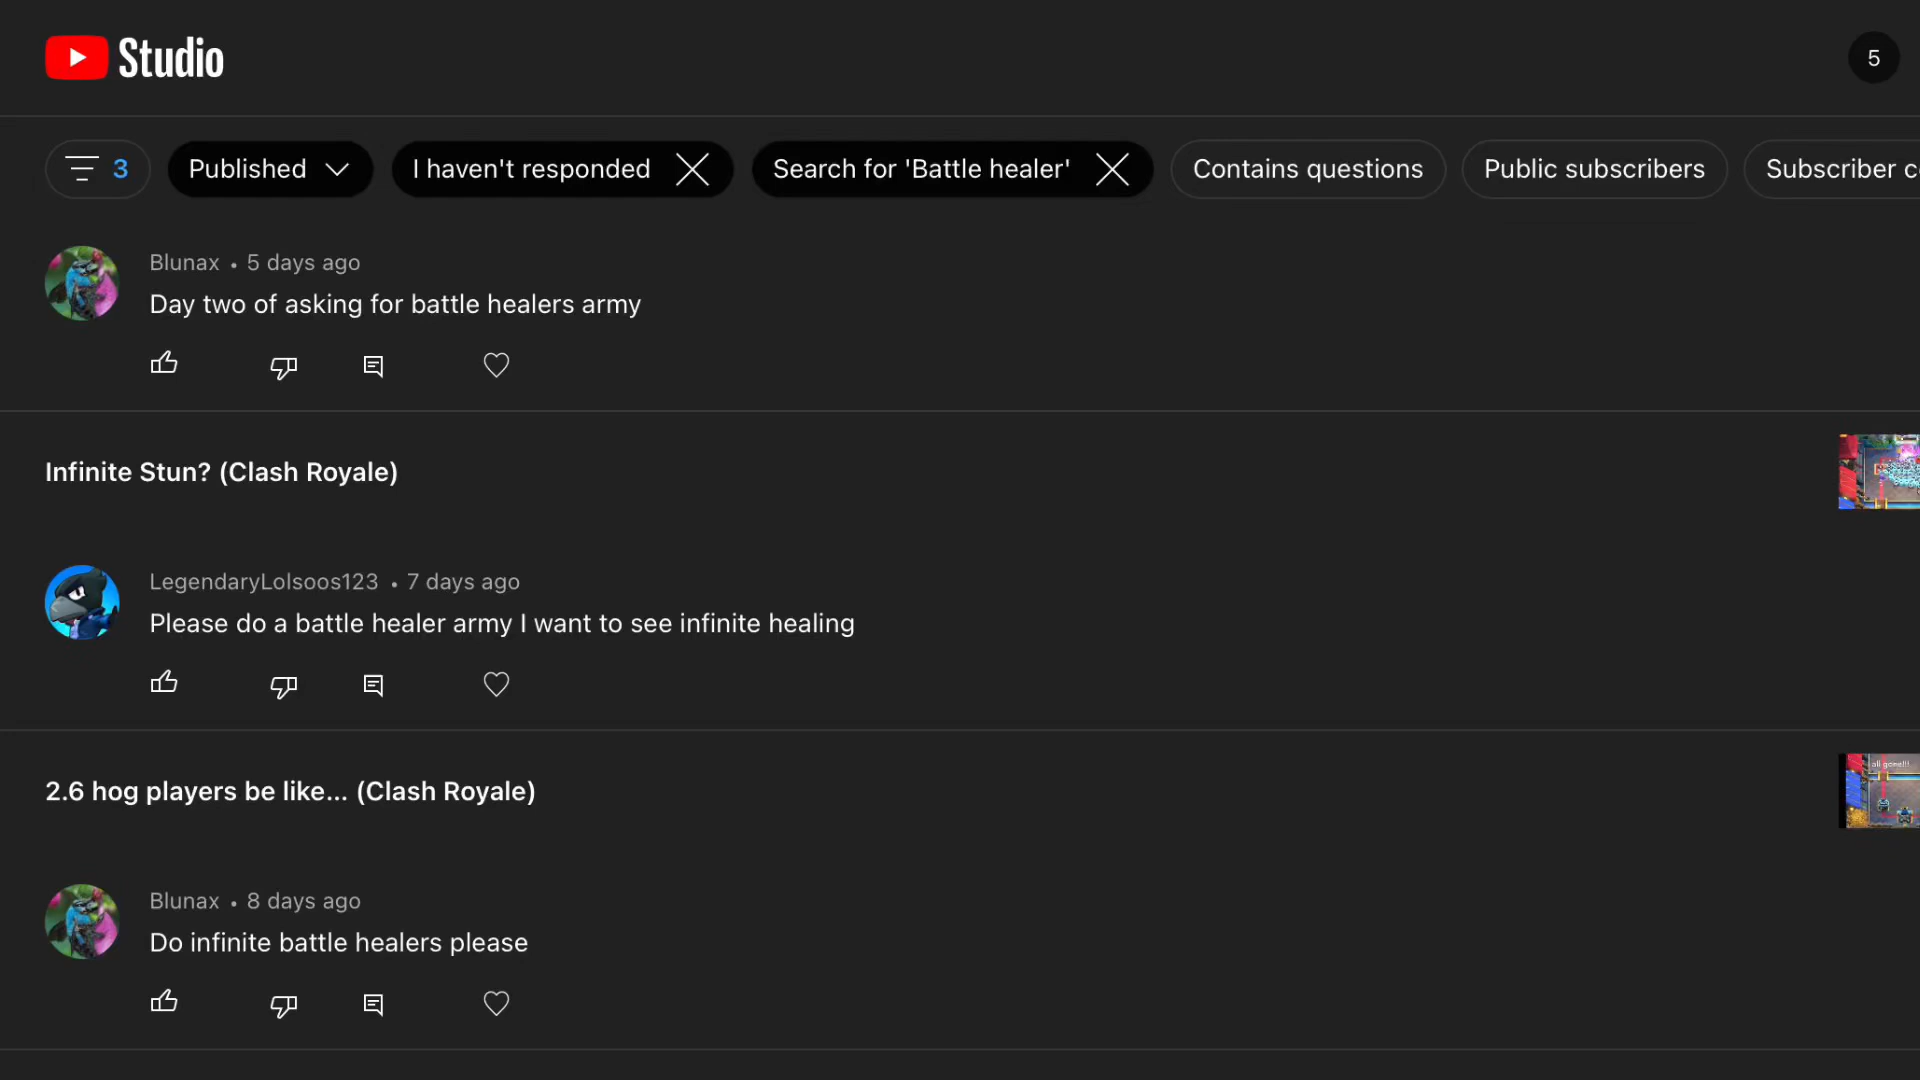 Studio
5
3
Published
I haven't responded
Search for 'Battle healer'
Contains questions
Public subscribers
Subscriber c
Blunax • 5 days ago
Day two of asking for battle healers army
Infinite Stun? (Clash Royale)
LegendaryLolsoos123 • 7 days ago
Please do a battle healer army I want to see infinite healing
2.6 hog players be like... (Clash Royale)
all gone!!!
Blunax • 8 days ago
Do infinite battle healers please